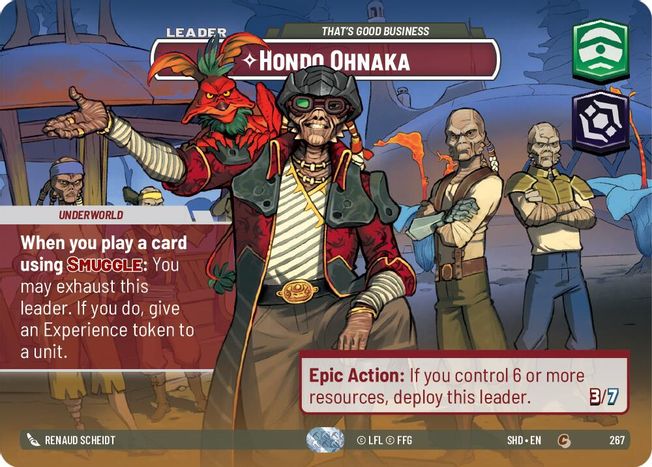 LEADER
THAT'S GOOD BUSINESS
✧HONDO OHNAKA
UNDERWORLD
When you play a card
using SMUGGLE: You
may exhaust this
leader. If you do, give
an Experience token to
a unit.
Epic Action: If you control 6 or more
resources, deploy this leader.
3/7
RENAUD SCHEIDT
© LFL © FFG
SHD • EN
C
267